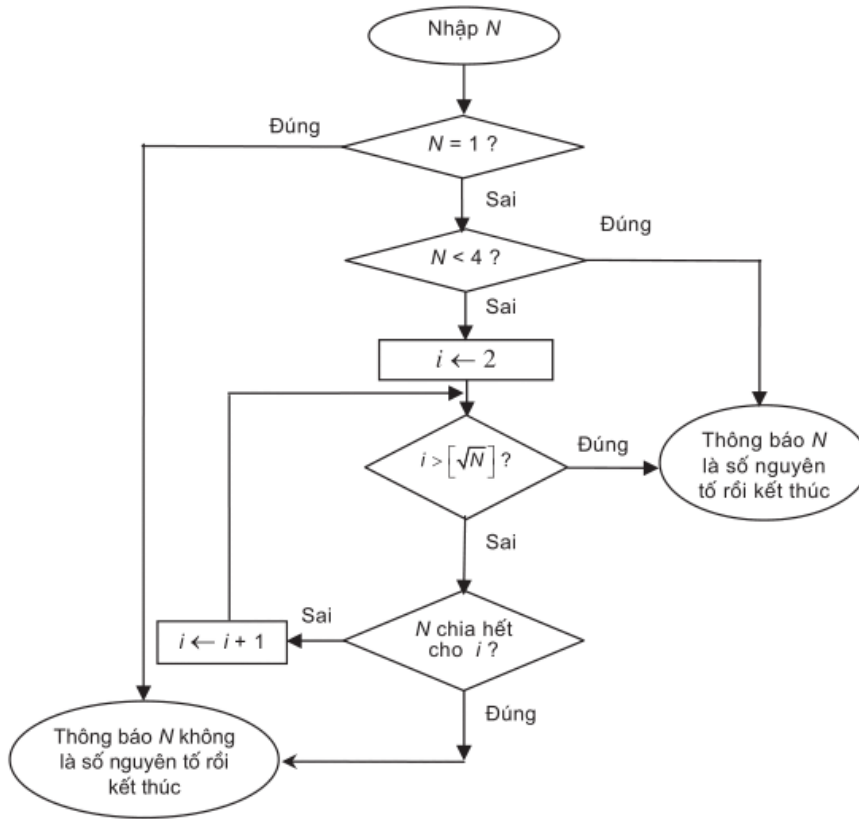 Nhập N
Đúng
N = 1 ?
Sai
Đúng
N < 4 ?
Sai
i ← 2
i > [√N] ?
Đúng
Thông báo N
là số nguyên
tố rồi kết thúc
Sai
Sai
i ← i + 1
N chia hết
cho i ?
Đúng
Thông báo N không
là số nguyên tố rồi
kết thúc